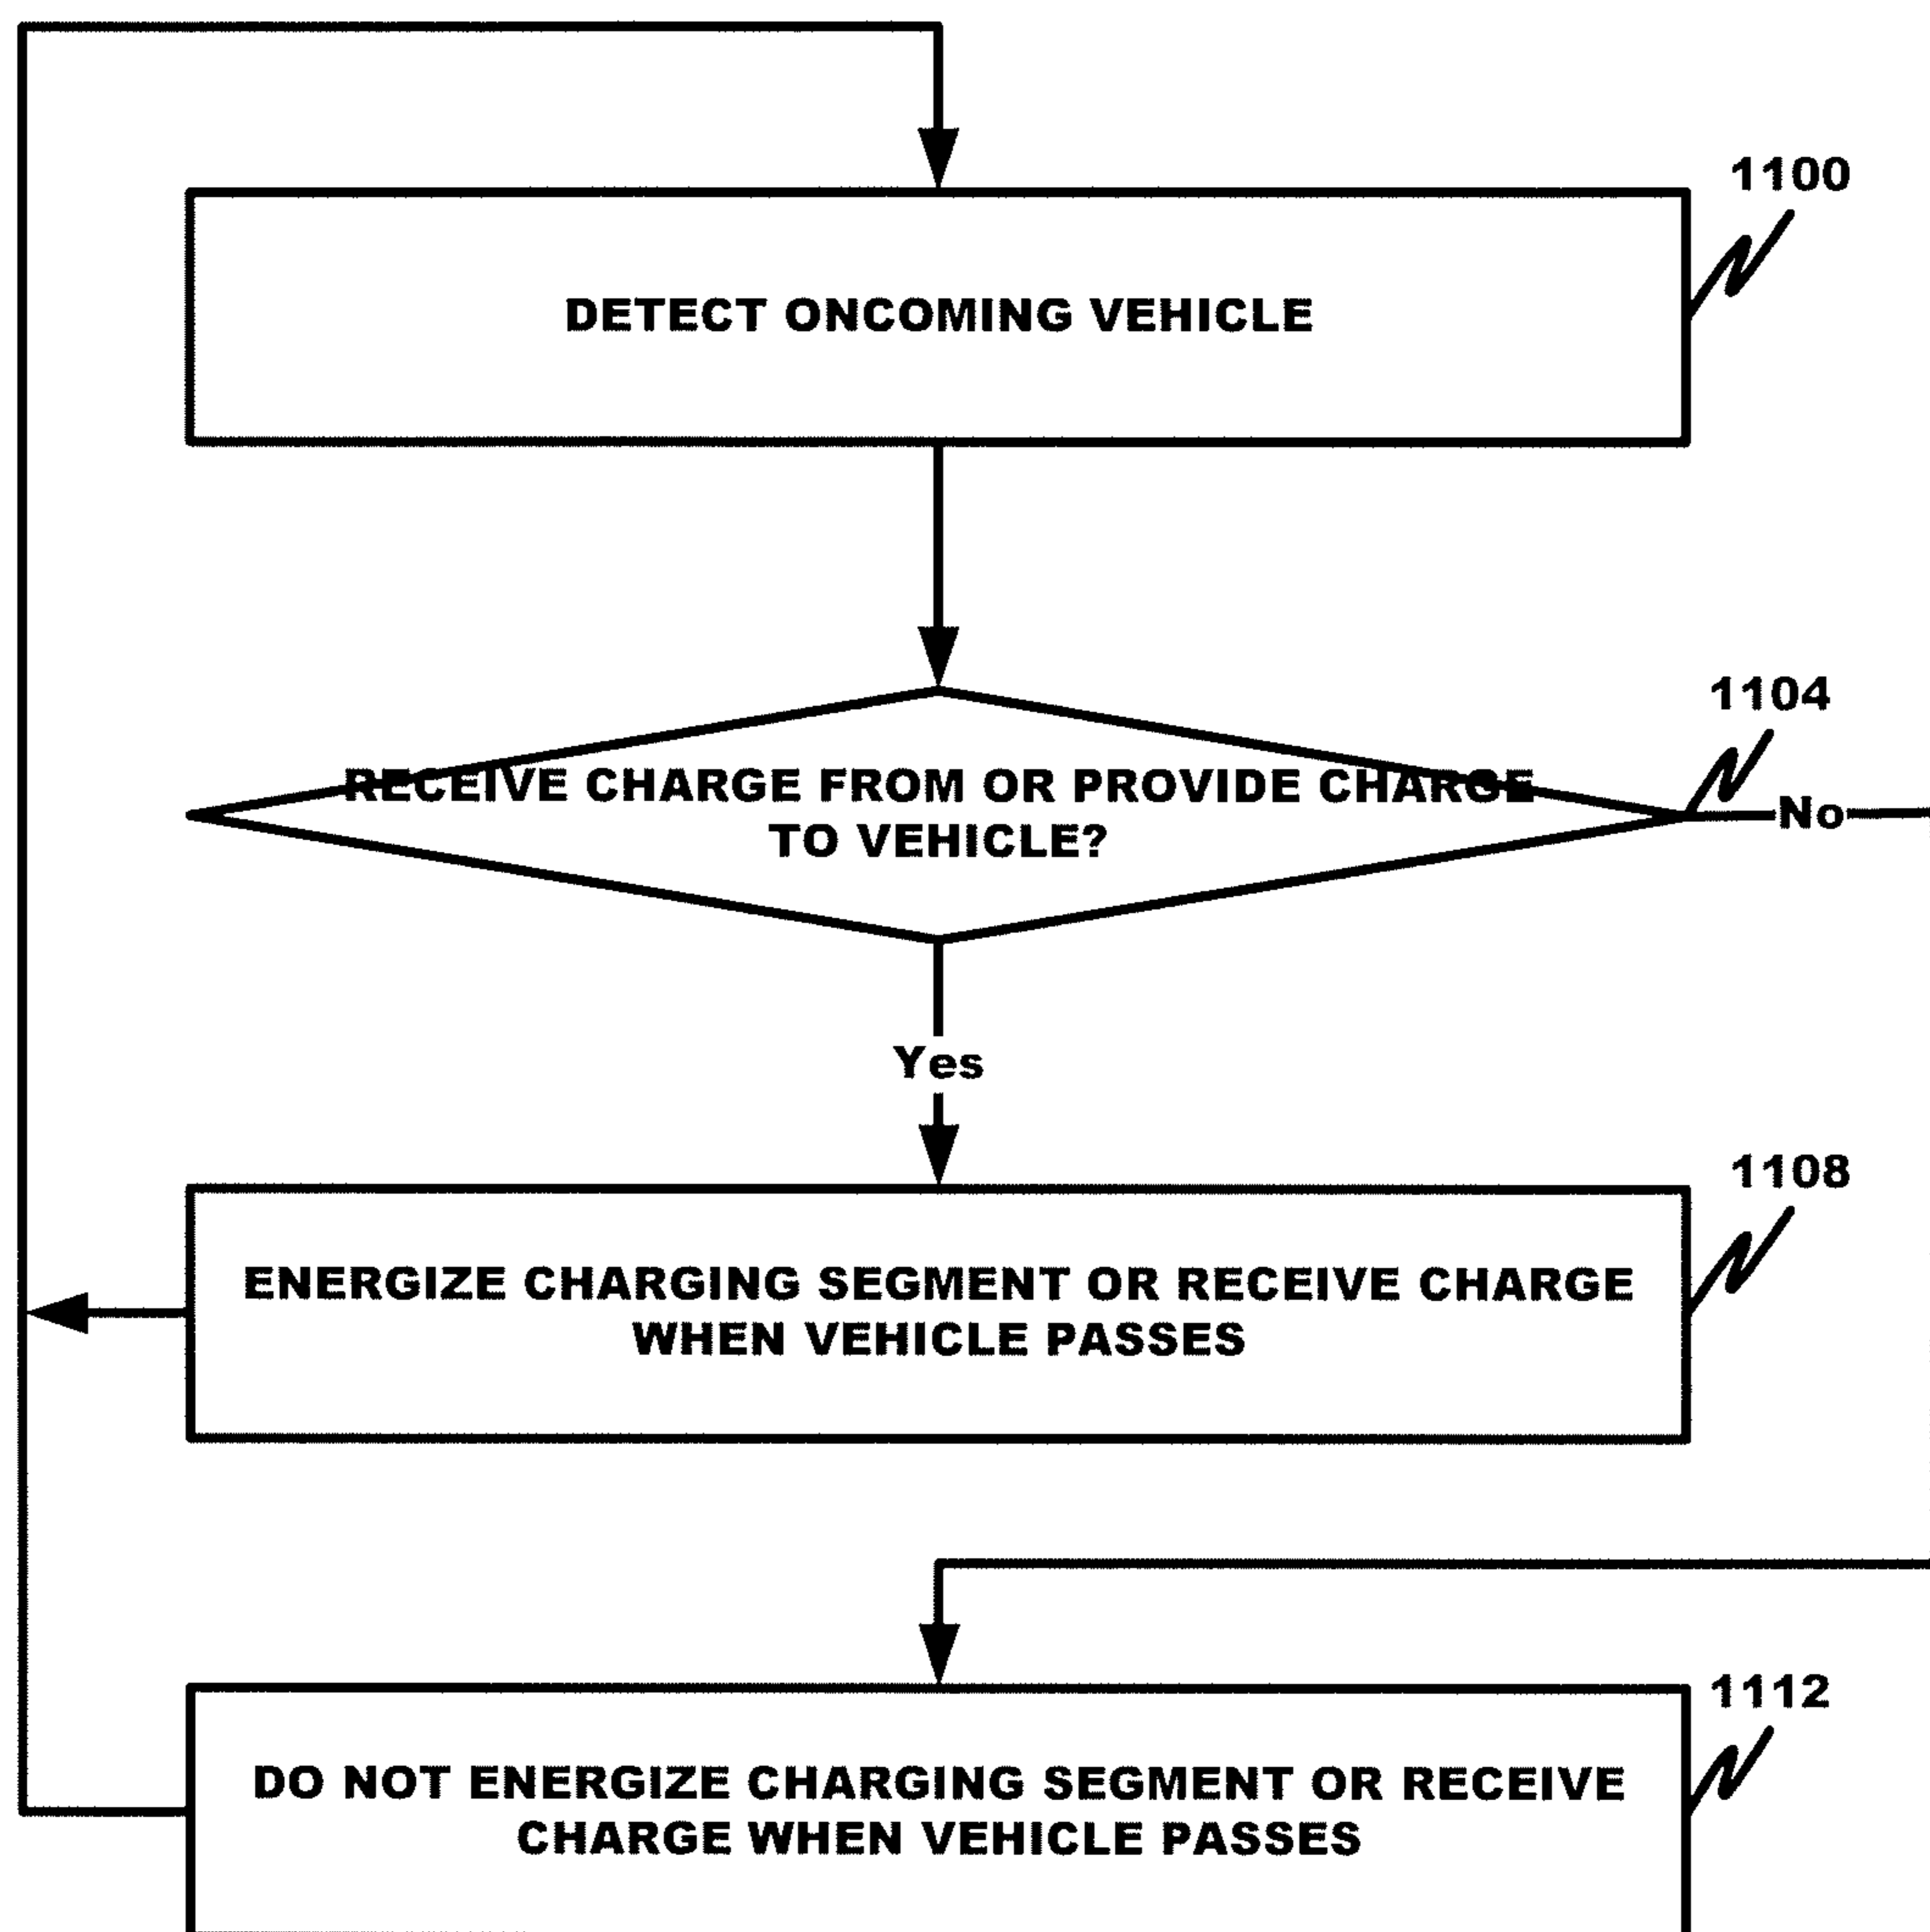 1100
DETECT ONCOMING VEHICLE
1104
RECEIVE CHARGE FROM OR PROVIDE CHARGE
TO VEHICLE?
No
Yes
1108
ENERGIZE CHARGING SEGMENT OR RECEIVE CHARGE
WHEN VEHICLE PASSES
1112
DO NOT ENERGIZE CHARGING SEGMENT OR RECEIVE
CHARGE WHEN VEHICLE PASSES